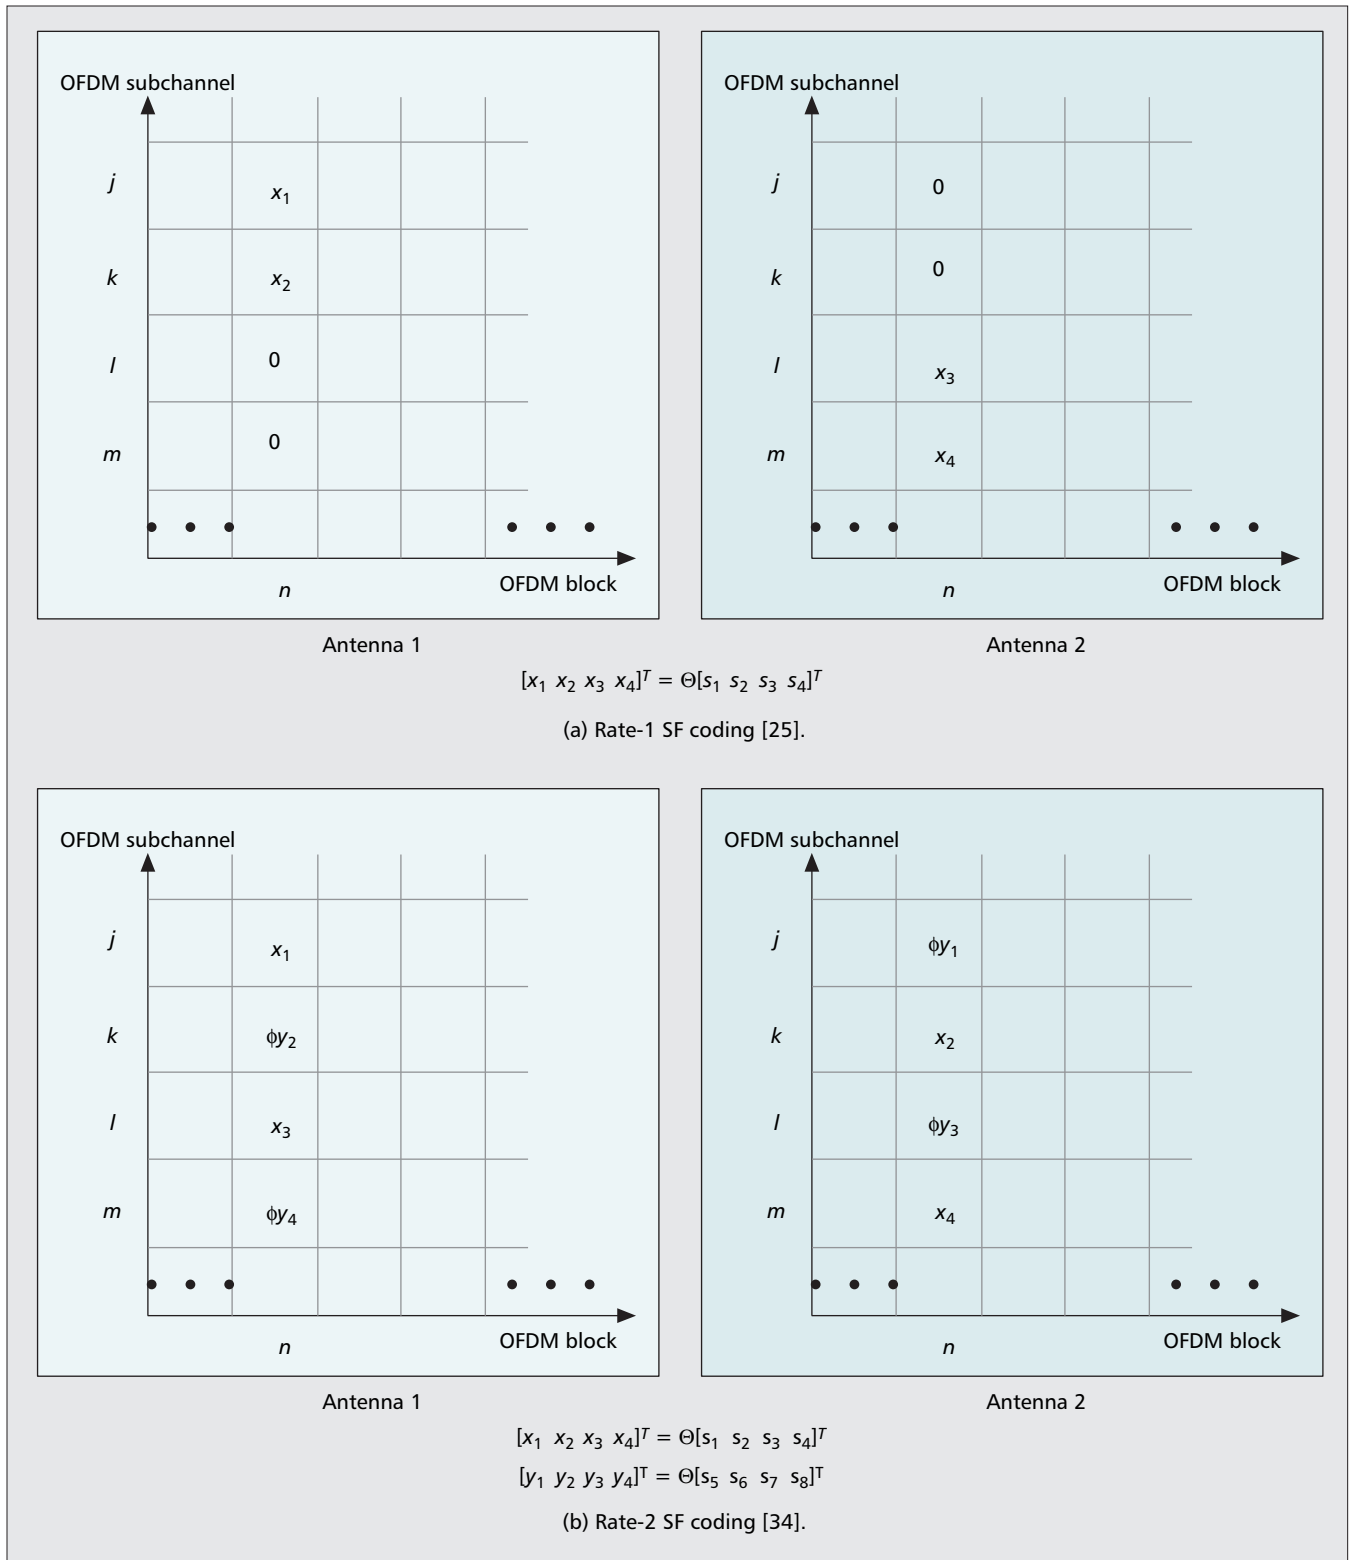 OFDM subchannel
j
x1
k
x2
l
0
m
0
n
OFDM block
Antenna 1
OFDM subchannel
j
0
k
0
l
x3
m
x4
n
OFDM block
Antenna 2
[x1 x2 x3 x4]T = Θ[s1 s2 s3 s4]T
(a) Rate-1 SF coding [25].
OFDM subchannel
j
x1
k
ϕy2
l
x3
m
ϕy4
n
OFDM block
Antenna 1
OFDM subchannel
j
ϕy1
k
x2
l
ϕy3
m
x4
n
OFDM block
Antenna 2
[x1 x2 x3 x4]T = Θ[s1 s2 s3 s4]T
[y1 y2 y3 y4]T = Θ[s5 s6 s7 s8]T
(b) Rate-2 SF coding [34].